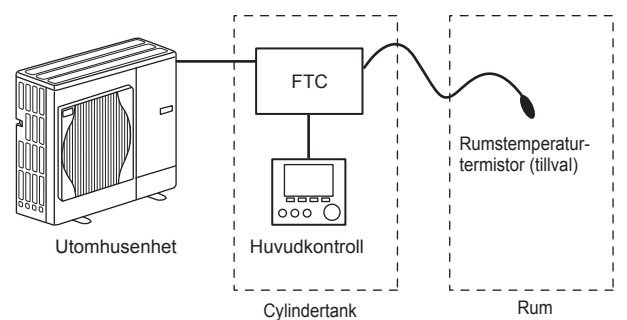 FTC
Rumstemperatur-
termistor (tillval)
Utomhusenhet
Huvudkontroll
Cylindertank
Rum